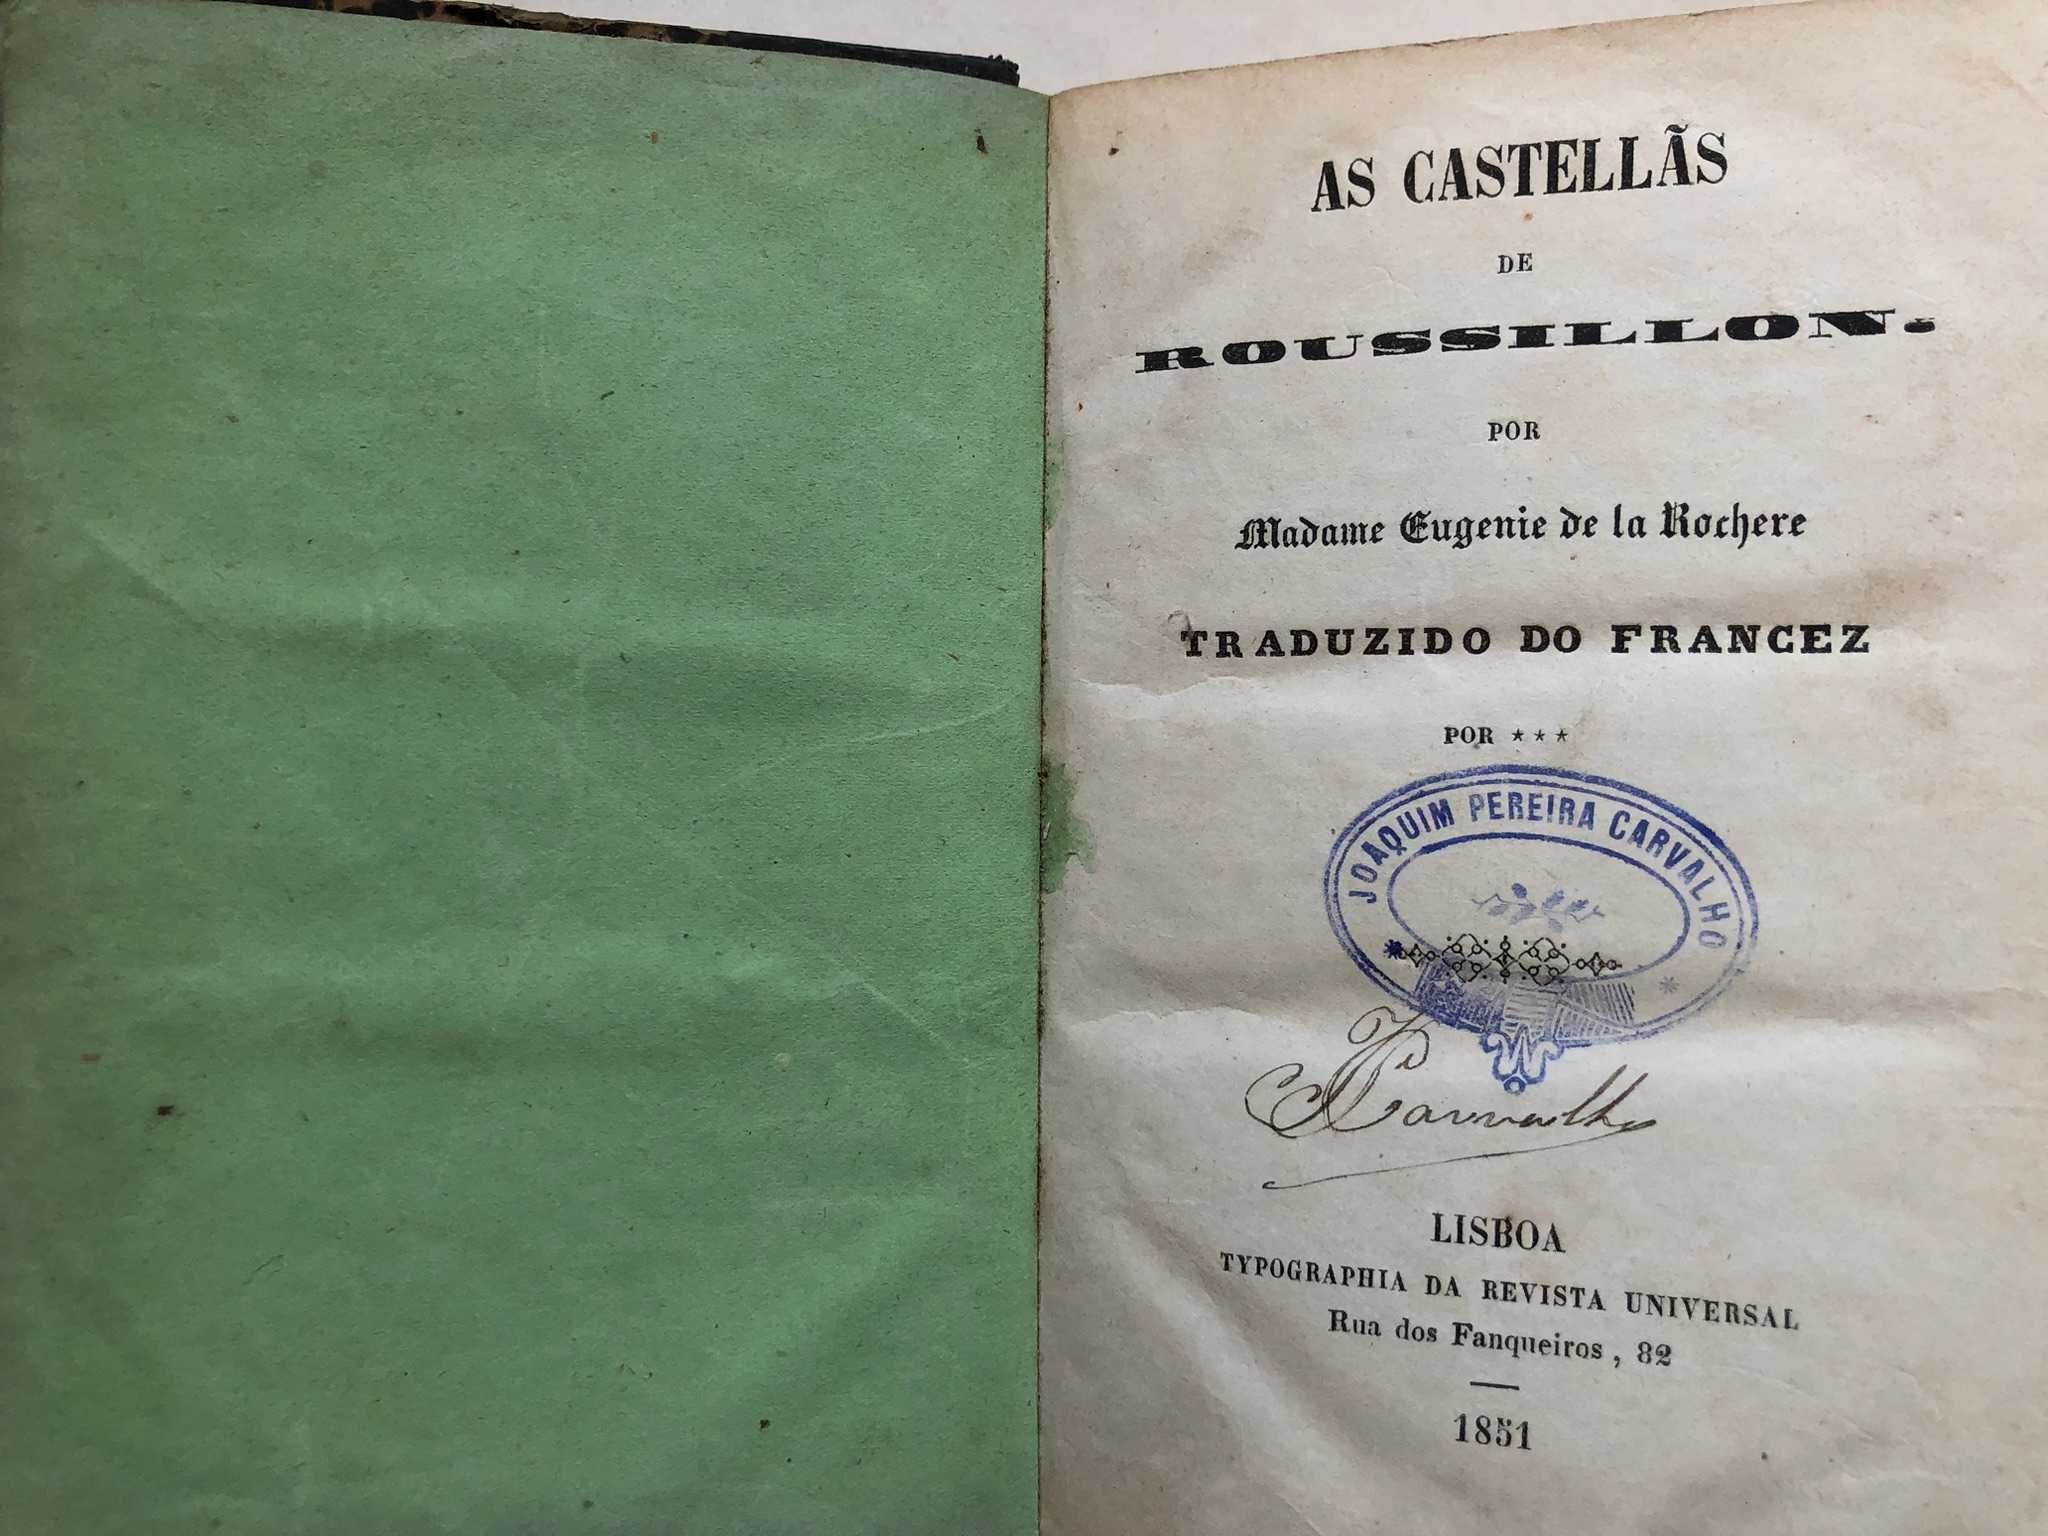 AS CASTELLÃS
DE
ROUSSILLON.
POR
Madame Eugenie de la Rochere
TRADUZIDO DO FRANCEZ
POR ***
JOAQUIM PEREIRA CARVALHO
Carvalho
LISBOA
TYPOGRAPHIA DA REVISTA UNIVERSAL
Rua dos Fanqueiros, 82
1851